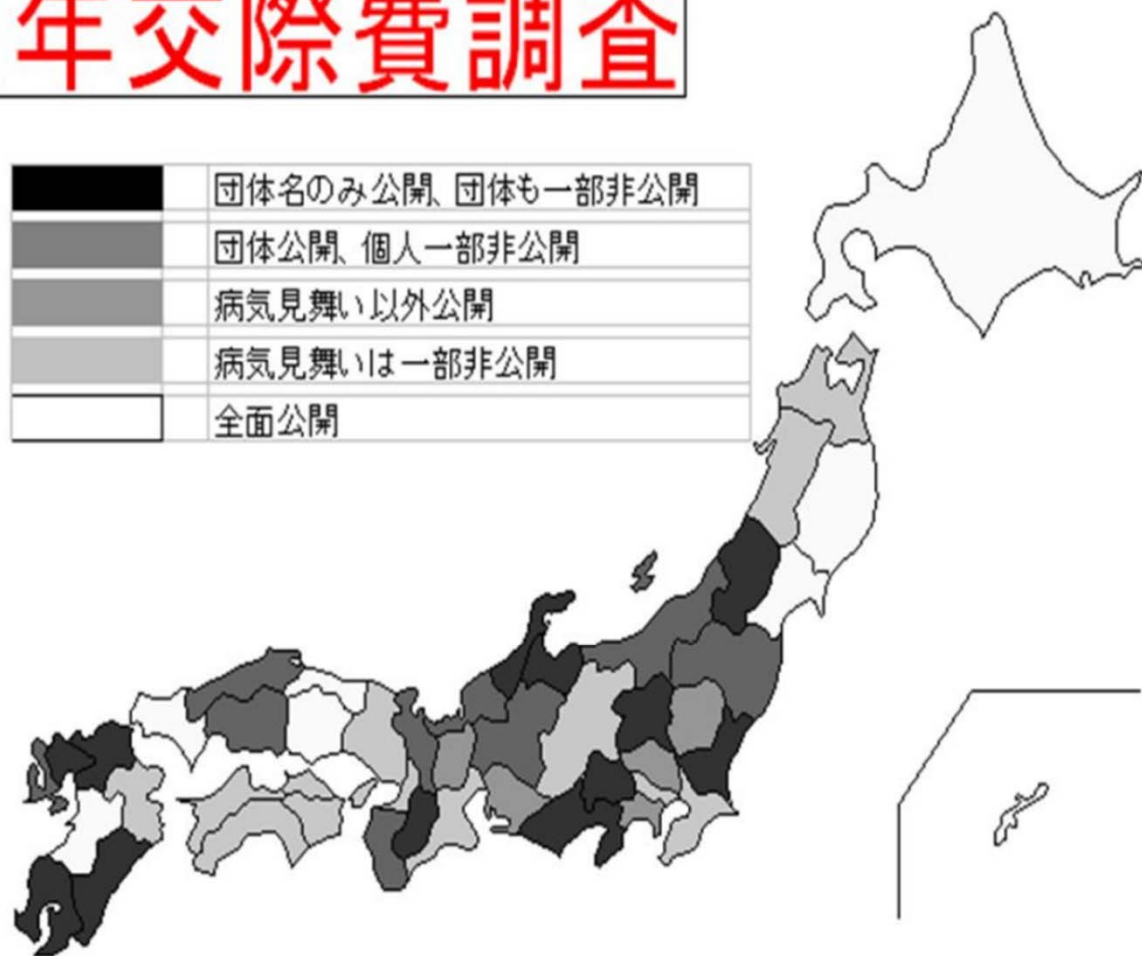 年交際費調査
団体名のみ公開、団体も一部非公開
団体公開、個人一部非公開
病気見舞い以外公開
病気見舞いは一部非公開
全面公開